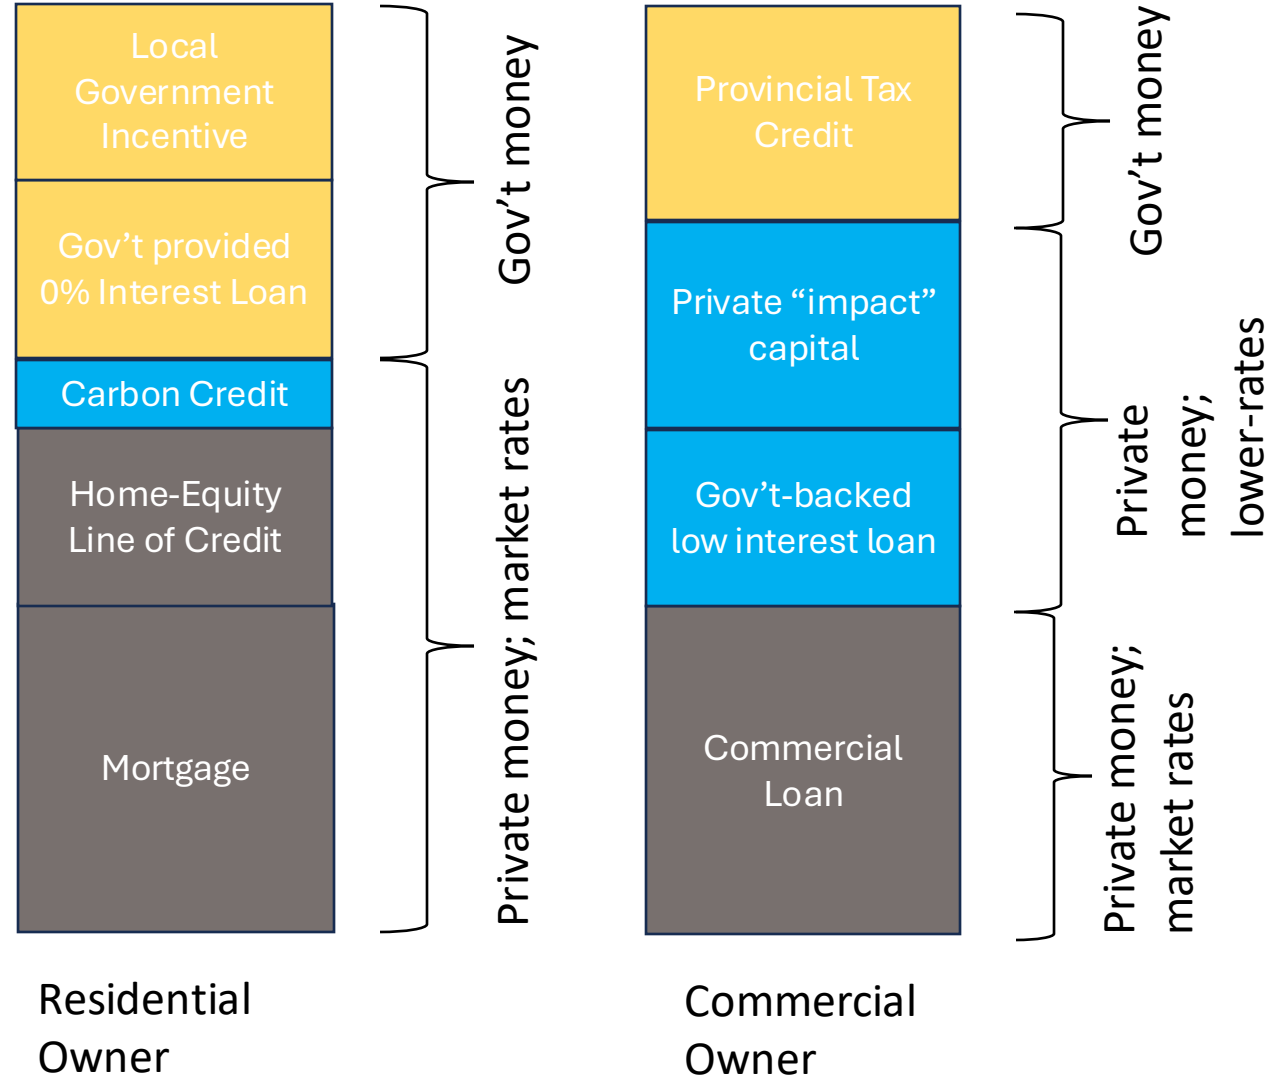 Local
Government
Incentive
Gov’t provided
0% Interest Loan
Carbon Credit
Home-Equity
Line of Credit
Mortgage
Gov’t money
Private money; market rates
Residential
Owner
Provincial Tax
Credit
Private “impact”
capital
Gov’t-backed
low interest loan
Commercial
Loan
Gov’t money
Private
money;
lower-rates
Private money;
market rates
Commercial
Owner